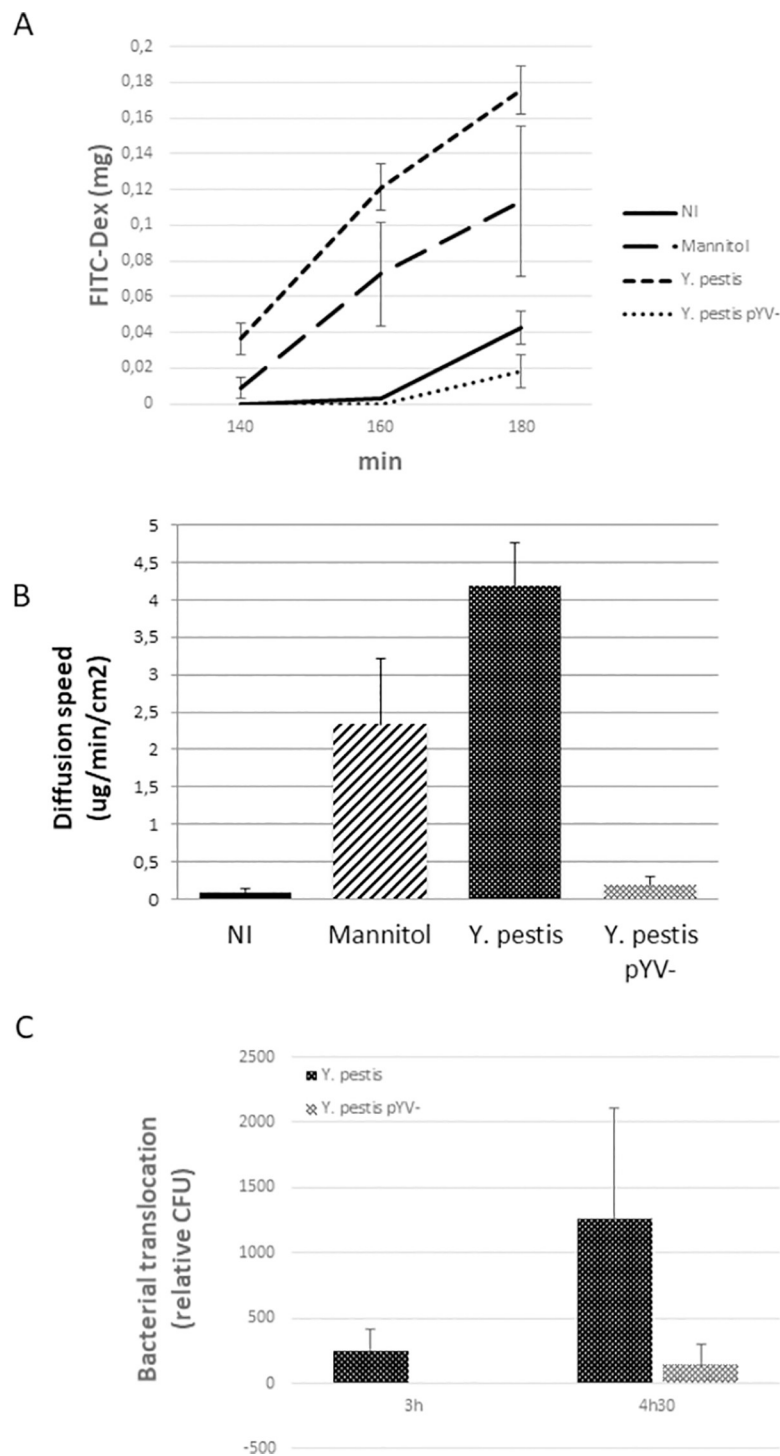 A
0,2
0,18
0,16
0,14
0,12
0,1
0,08
0,06
0,04
0,02
0
FITC-Dex (mg)
140 160 180
min
NI
Mannitol
Y. pestis
Y. pestis pYV-
B
5
4,5
4
3,5
3
2,5
2
1,5
1
0,5
0
Diffusion speed
(ug/min/cm2)
NI Mannitol Y. pestis Y. pestis
pYV-
C
2500
2000
1500
1000
500
0
-500
Bacterial translocation
(relative CFU)
Y. pestis
Y. pestis pYV-
3h 4h30